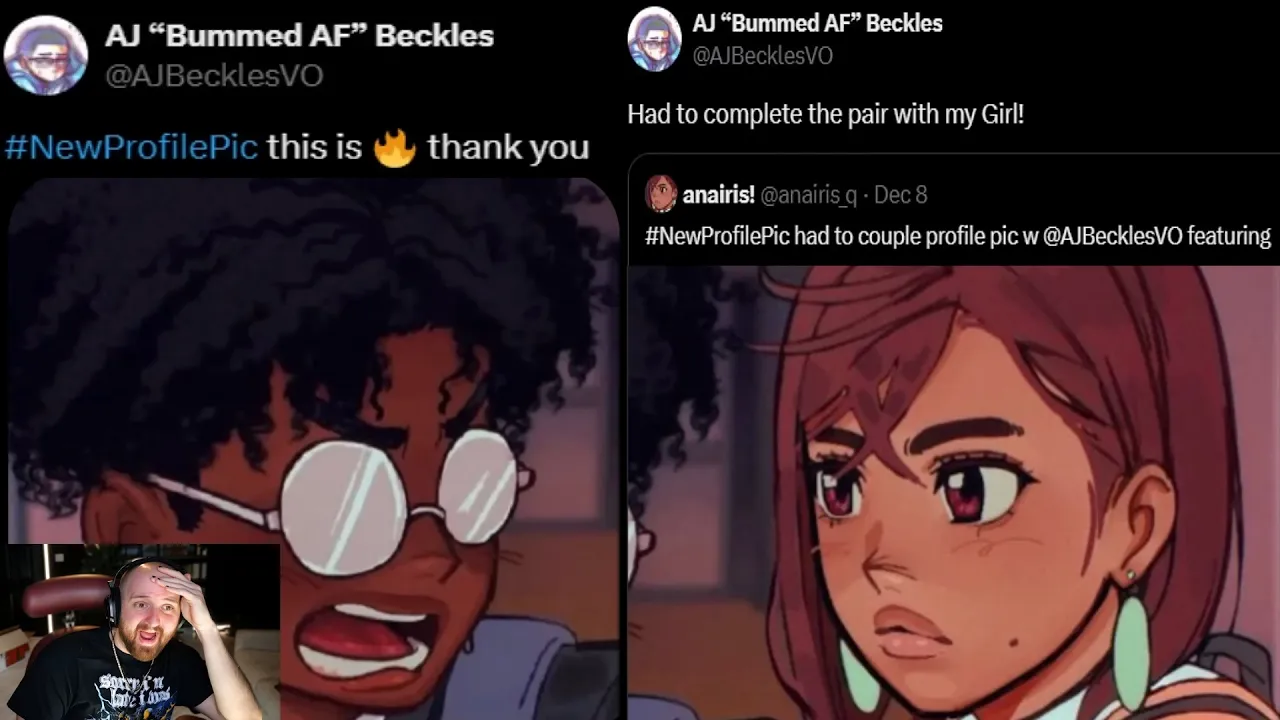 AJ “Bummed AF” Beckles
@AJBecklesVO
#NewProfilePic this is 🔥 thank you
AJ “Bummed AF” Beckles
@AJBecklesVO
Had to complete the pair with my Girl!
anairis! @anairis_q · Dec 8
#NewProfilePic had to couple profile pic w @AJBecklesVO featuring
sorry i'm